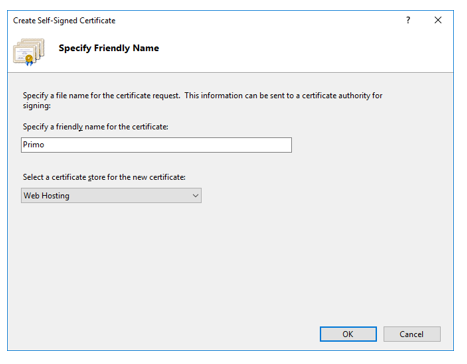 Create Self-Signed Certificate
Specify Friendly Name
Specify a file name for the certificate request.  This information can be sent to a certificate authority for
signing:
Specify a friendly name for the certificate:
Primo
Select a certificate store for the new certificate:
Web Hosting
OK
Cancel